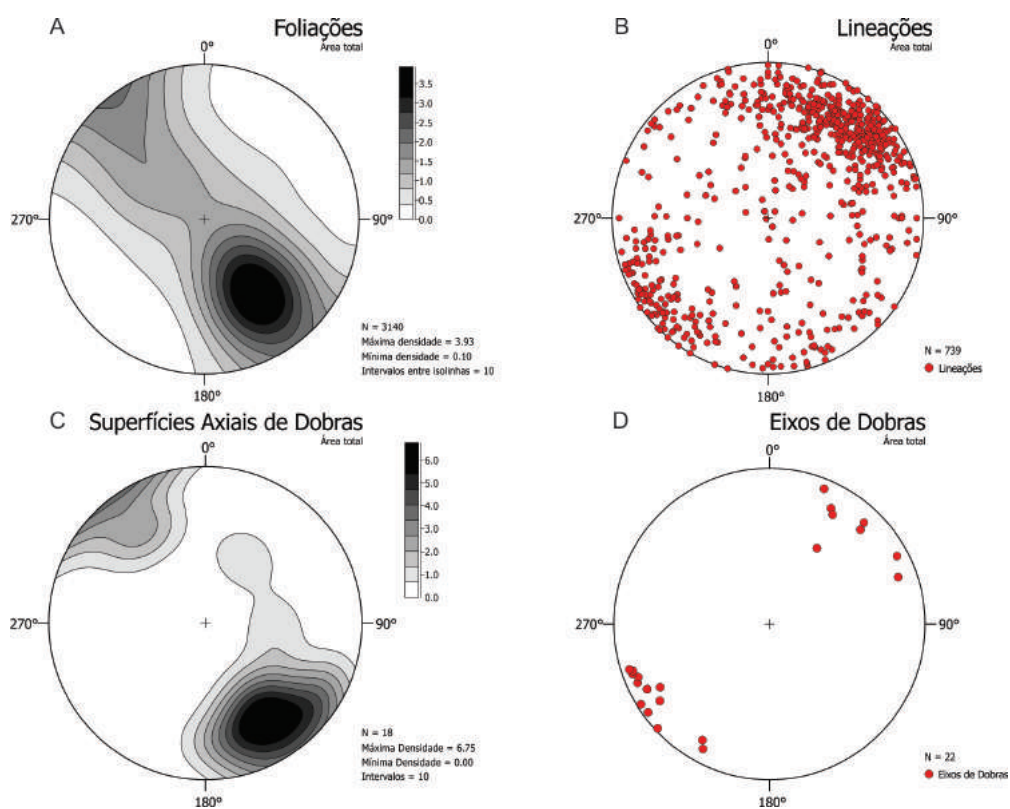 A
Foliações
Área total
0°
270°
90°
180°
3.5
3.0
2.5
2.0
1.5
1.0
0.5
0.0
N = 3140
Máxima densidade = 3.93
Mínima densidade = 0.10
Intervalos entre isolinhas = 10
B
Lineações
Área total
0°
270°
90°
180°
N = 739
Lineações
C
Superfícies Axiais de Dobras
Área total
0°
270°
90°
180°
6.0
5.0
4.0
3.0
2.0
1.0
0.0
N = 18
Máxima Densidade = 6.75
Mínima Densidade = 0.00
Intervalos = 10
D
Eixos de Dobras
Área total
0°
270°
90°
180°
N = 22
Eixos de Dobras